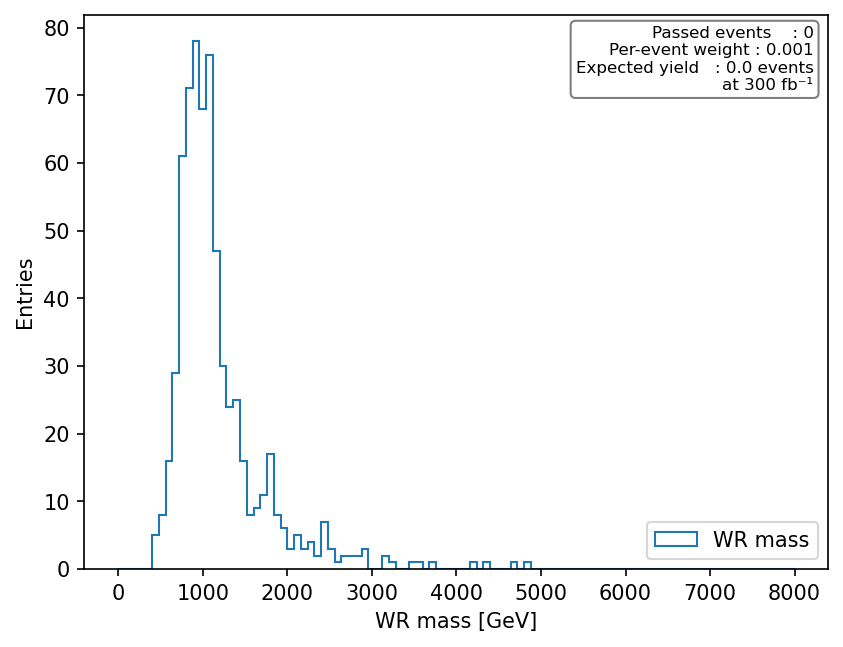 Passed events    : 0
Per-event weight : 0.001
Expected yield   : 0.0 events
at 300 fb⁻¹
80
70
60
50
40
30
20
10
0
Entries
WR mass
0 1000 2000 3000 4000 5000 6000 7000 8000
WR mass [GeV]